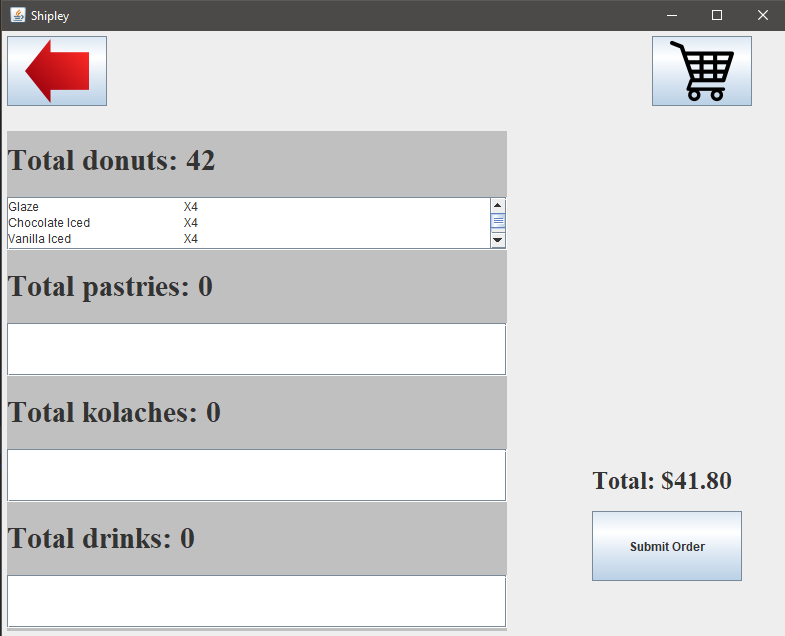 Shipley
Total donuts: 42
Glaze X4
Chocolate Iced X4
Vanilla Iced X4
Total pastries: 0
Total kolaches: 0
Total drinks: 0
Total: $41.80
Submit Order